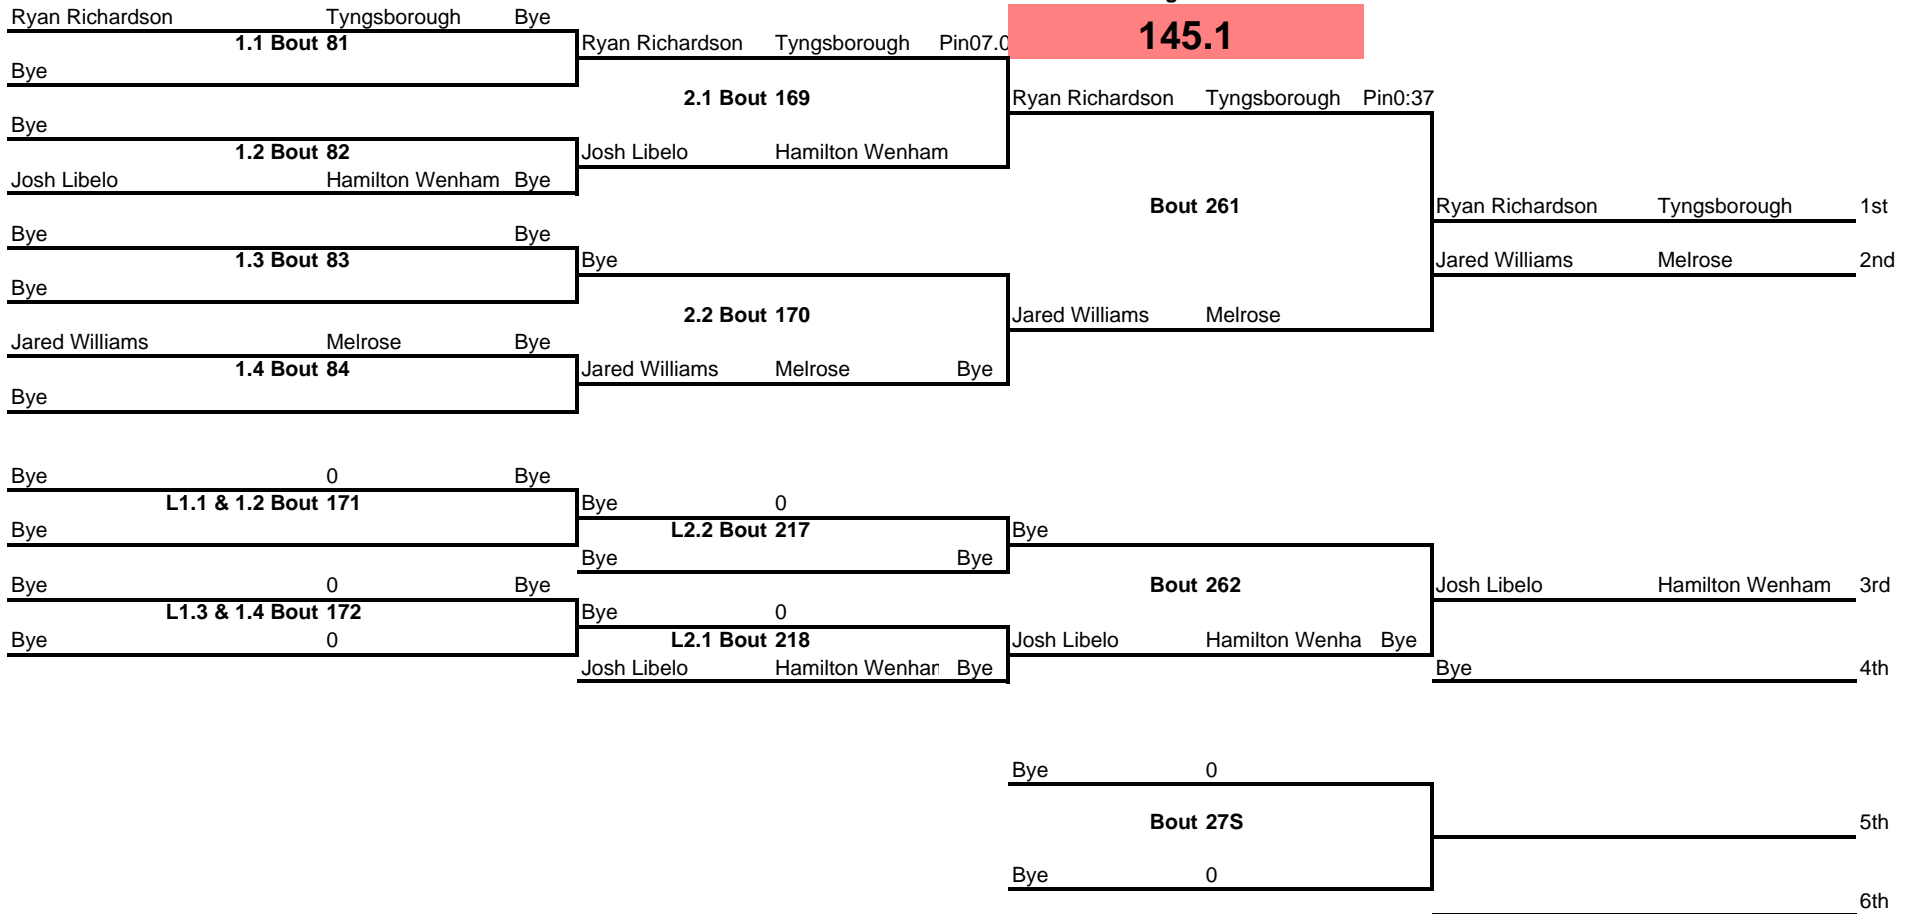 Ryan Richardson Tyngsborough Bye
145.1
1.1 Bout 81
Ryan Richardson Tyngsborough Pin07.0
Bye
2.1 Bout 169
Ryan Richardson Tyngsborough Pin0:37
Bye
1.2 Bout 82
Josh Libelo Hamilton Wenham
Josh Libelo Hamilton Wenham Bye
Bout 261
Ryan Richardson Tyngsborough 1st
Bye Bye
1.3 Bout 83
Bye
Jared Williams Melrose 2nd
Bye
2.2 Bout 170
Jared Williams Melrose
Jared Williams Melrose Bye
1.4 Bout 84
Jared Williams Melrose Bye
Bye
Bye 0 Bye
L1.1 & 1.2 Bout 171
Bye 0
Bye
L2.2 Bout 217
Bye
Bye Bye
Bye 0 Bye
Bout 262
Josh Libelo Hamilton Wenham 3rd
L1.3 & 1.4 Bout 172
Bye 0
Bye 0
L2.1 Bout 218
Josh Libelo Hamilton Wenha Bye
Josh Libelo Hamilton Wenhar Bye
Bye 4th
Bye 0
Bout 27S
5th
Bye 0
6th